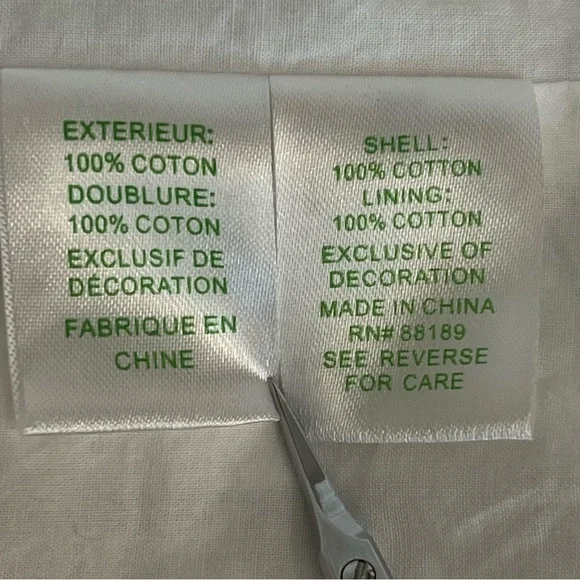 EXTERIEUR:
100% COTON
DOUBLURE:
100% COTON
EXCLUSIF DE
DÉCORATION
FABRIQUE EN
CHINE
SHELL:
100% COTTON
LINING:
100% COTTON
EXCLUSIVE OF
DECORATION
MADE IN CHINA
RN# 88189
SEE REVERSE
FOR CARE